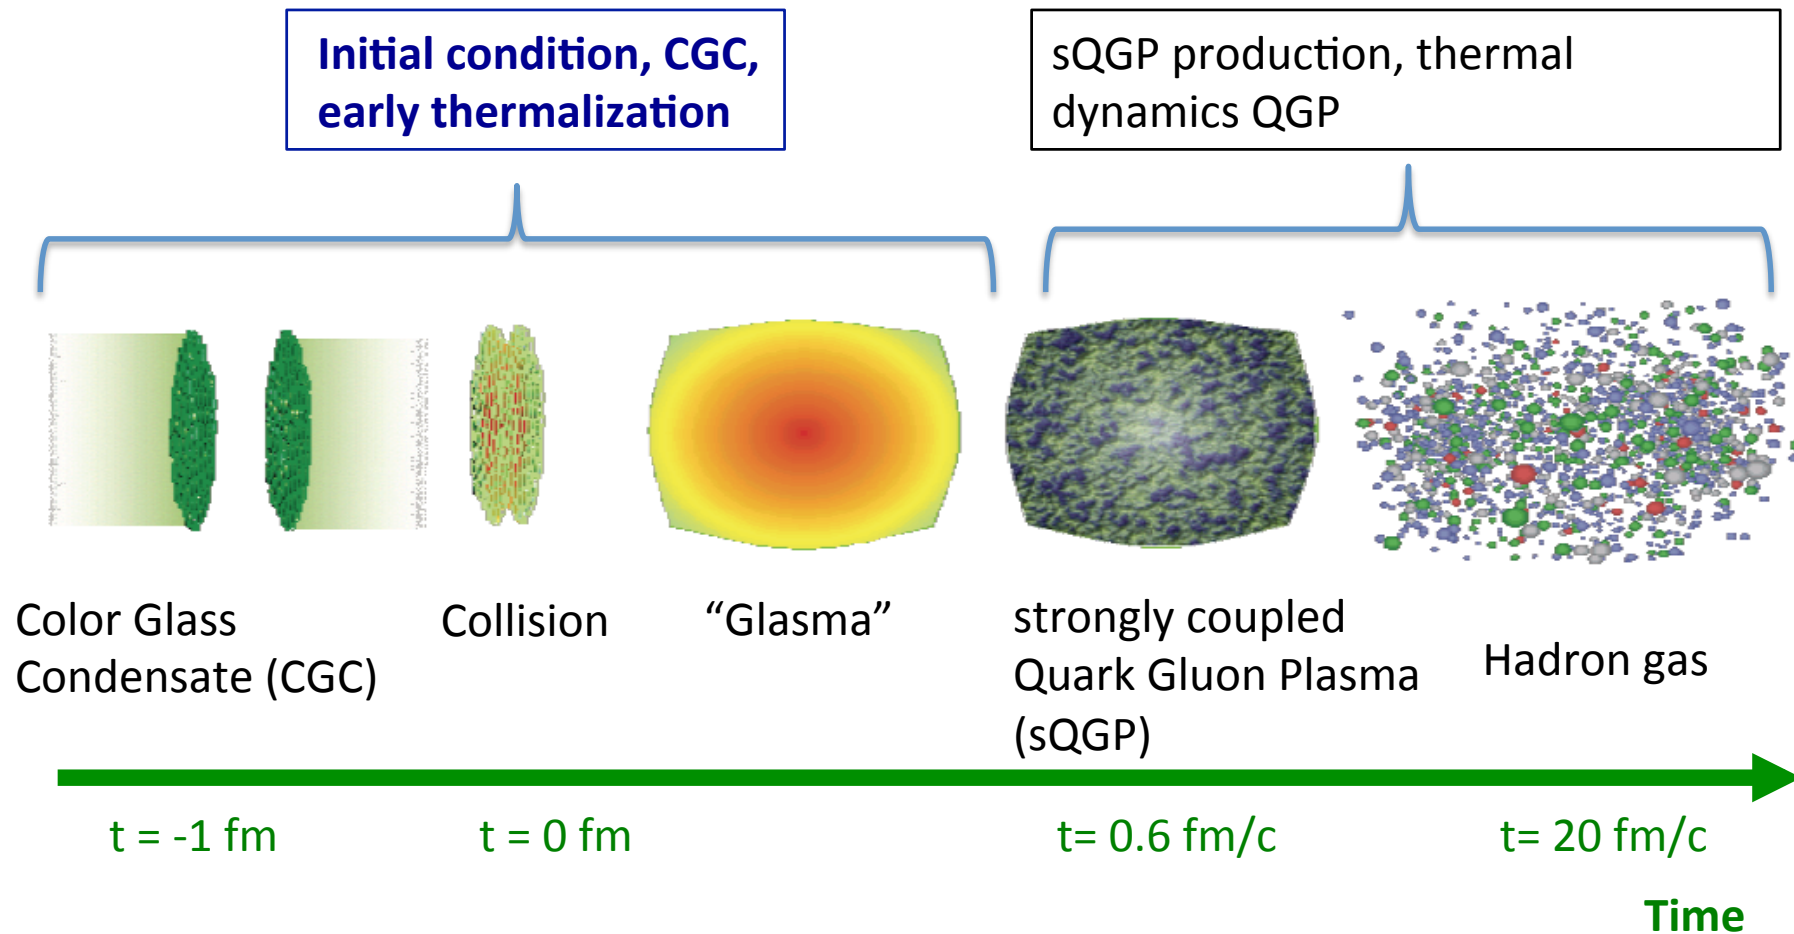 Initial condition, CGC,
early thermalization
sQGP production, thermal
dynamics QGP
Color Glass
Condensate (CGC)
Collision
“Glasma”
strongly coupled
Quark Gluon Plasma
(sQGP)
Hadron gas
t = -1 fm
t = 0 fm
t= 0.6 fm/c
t= 20 fm/c
Time